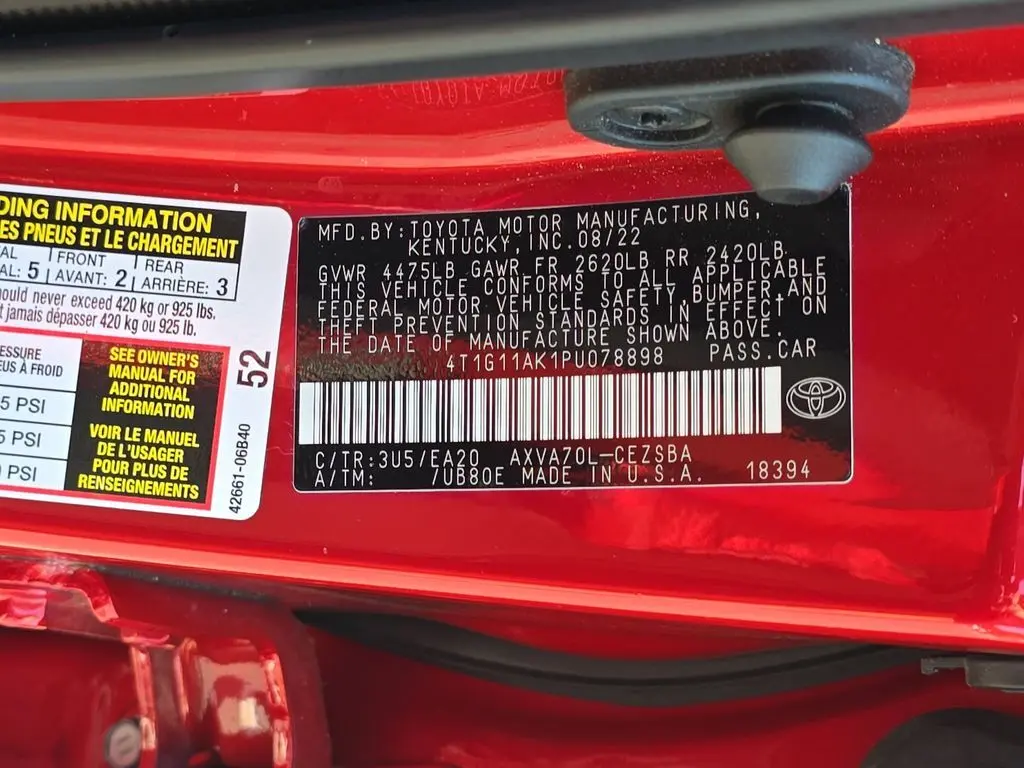 DING INFORMATION
ES PNEUS ET LE CHARGEMENT
AL FRONT REAR
AL: 5 AVANT: 2 ARRIÈRE: 3
ould never exceed 420 kg or 925 lbs.
t jamais dépasser 420 kg ou 925 lb.
ESSURE
EUS À FROID
5 PSI
5 PSI
PSI
SEE OWNER'S
MANUAL FOR
ADDITIONAL
INFORMATION
VOIR LE MANUEL
DE L'USAGER
POUR PLUS DE
RENSEIGNEMENTS
52
42661-06B40
MFD.BY:TOYOTA MOTOR MANUFACTURING,
KENTUCKY, INC.08/22
GVWR 4475LB GAWR FR 2620LB RR 2420LB
THIS VEHICLE CONFORMS TO ALL APPLICABLE
FEDERAL MOTOR VEHICLE SAFETY,BUMPER,AND
THEFT PREVENTION STANDARDS IN EFFECT ON
THE DATE OF MANUFACTURE SHOWN ABOVE.
4T1G11AK1PU078898 PASS.CAR
C/TR:3U5/EA20 AXVA70L-CEZSBA
A/TM: /UB80E MADE IN U.S.A. 18394